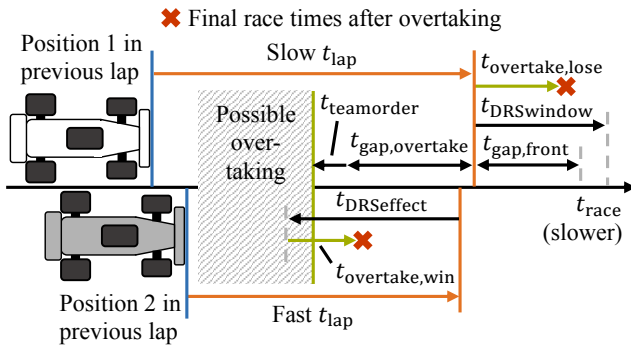 Final race times after overtaking
Position 1 in
previous lap
Slow t_lap
t_overtake,lose
Possible
over-
taking
t_teamorder
t_DRSwindow
t_gap,overtake
t_gap,front
t_DRSeffect
t_race
(slower)
t_overtake,win
Position 2 in
previous lap
Fast t_lap